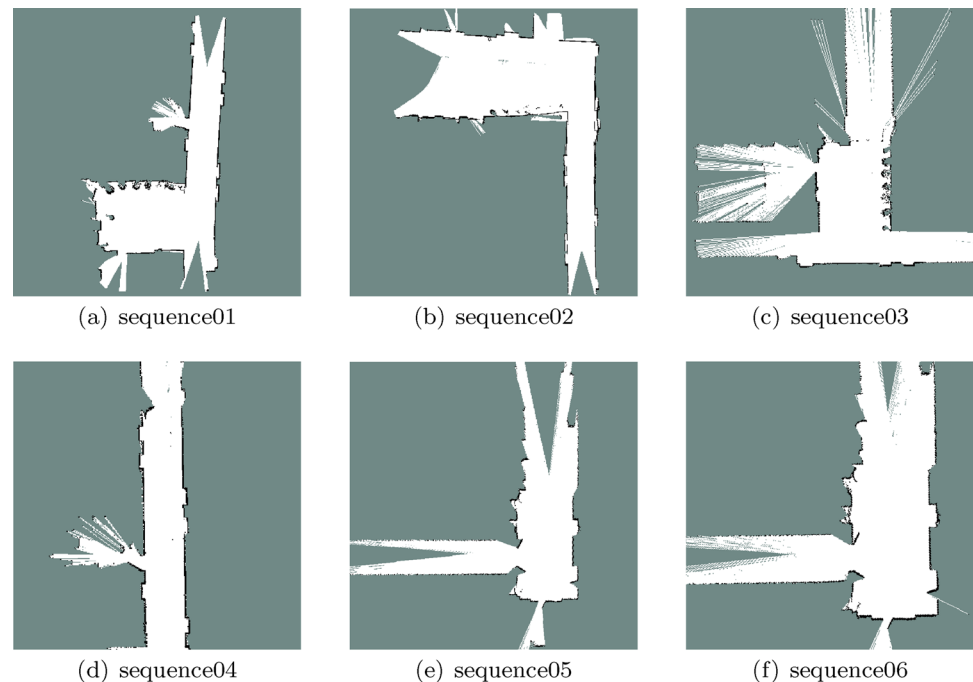 (a) sequence01
(b) sequence02
(c) sequence03
(d) sequence04
(e) sequence05
(f) sequence06